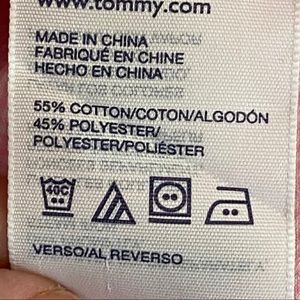 www.tommy.com
MADE IN CHINA
FABRIQUÉ EN CHINE
HECHO EN CHINA
55% COTTON/COTON/ALGODÓN
45% POLYESTER/
POLYESTER/POLIÉSTER
40C
VERSO/AL REVERSO